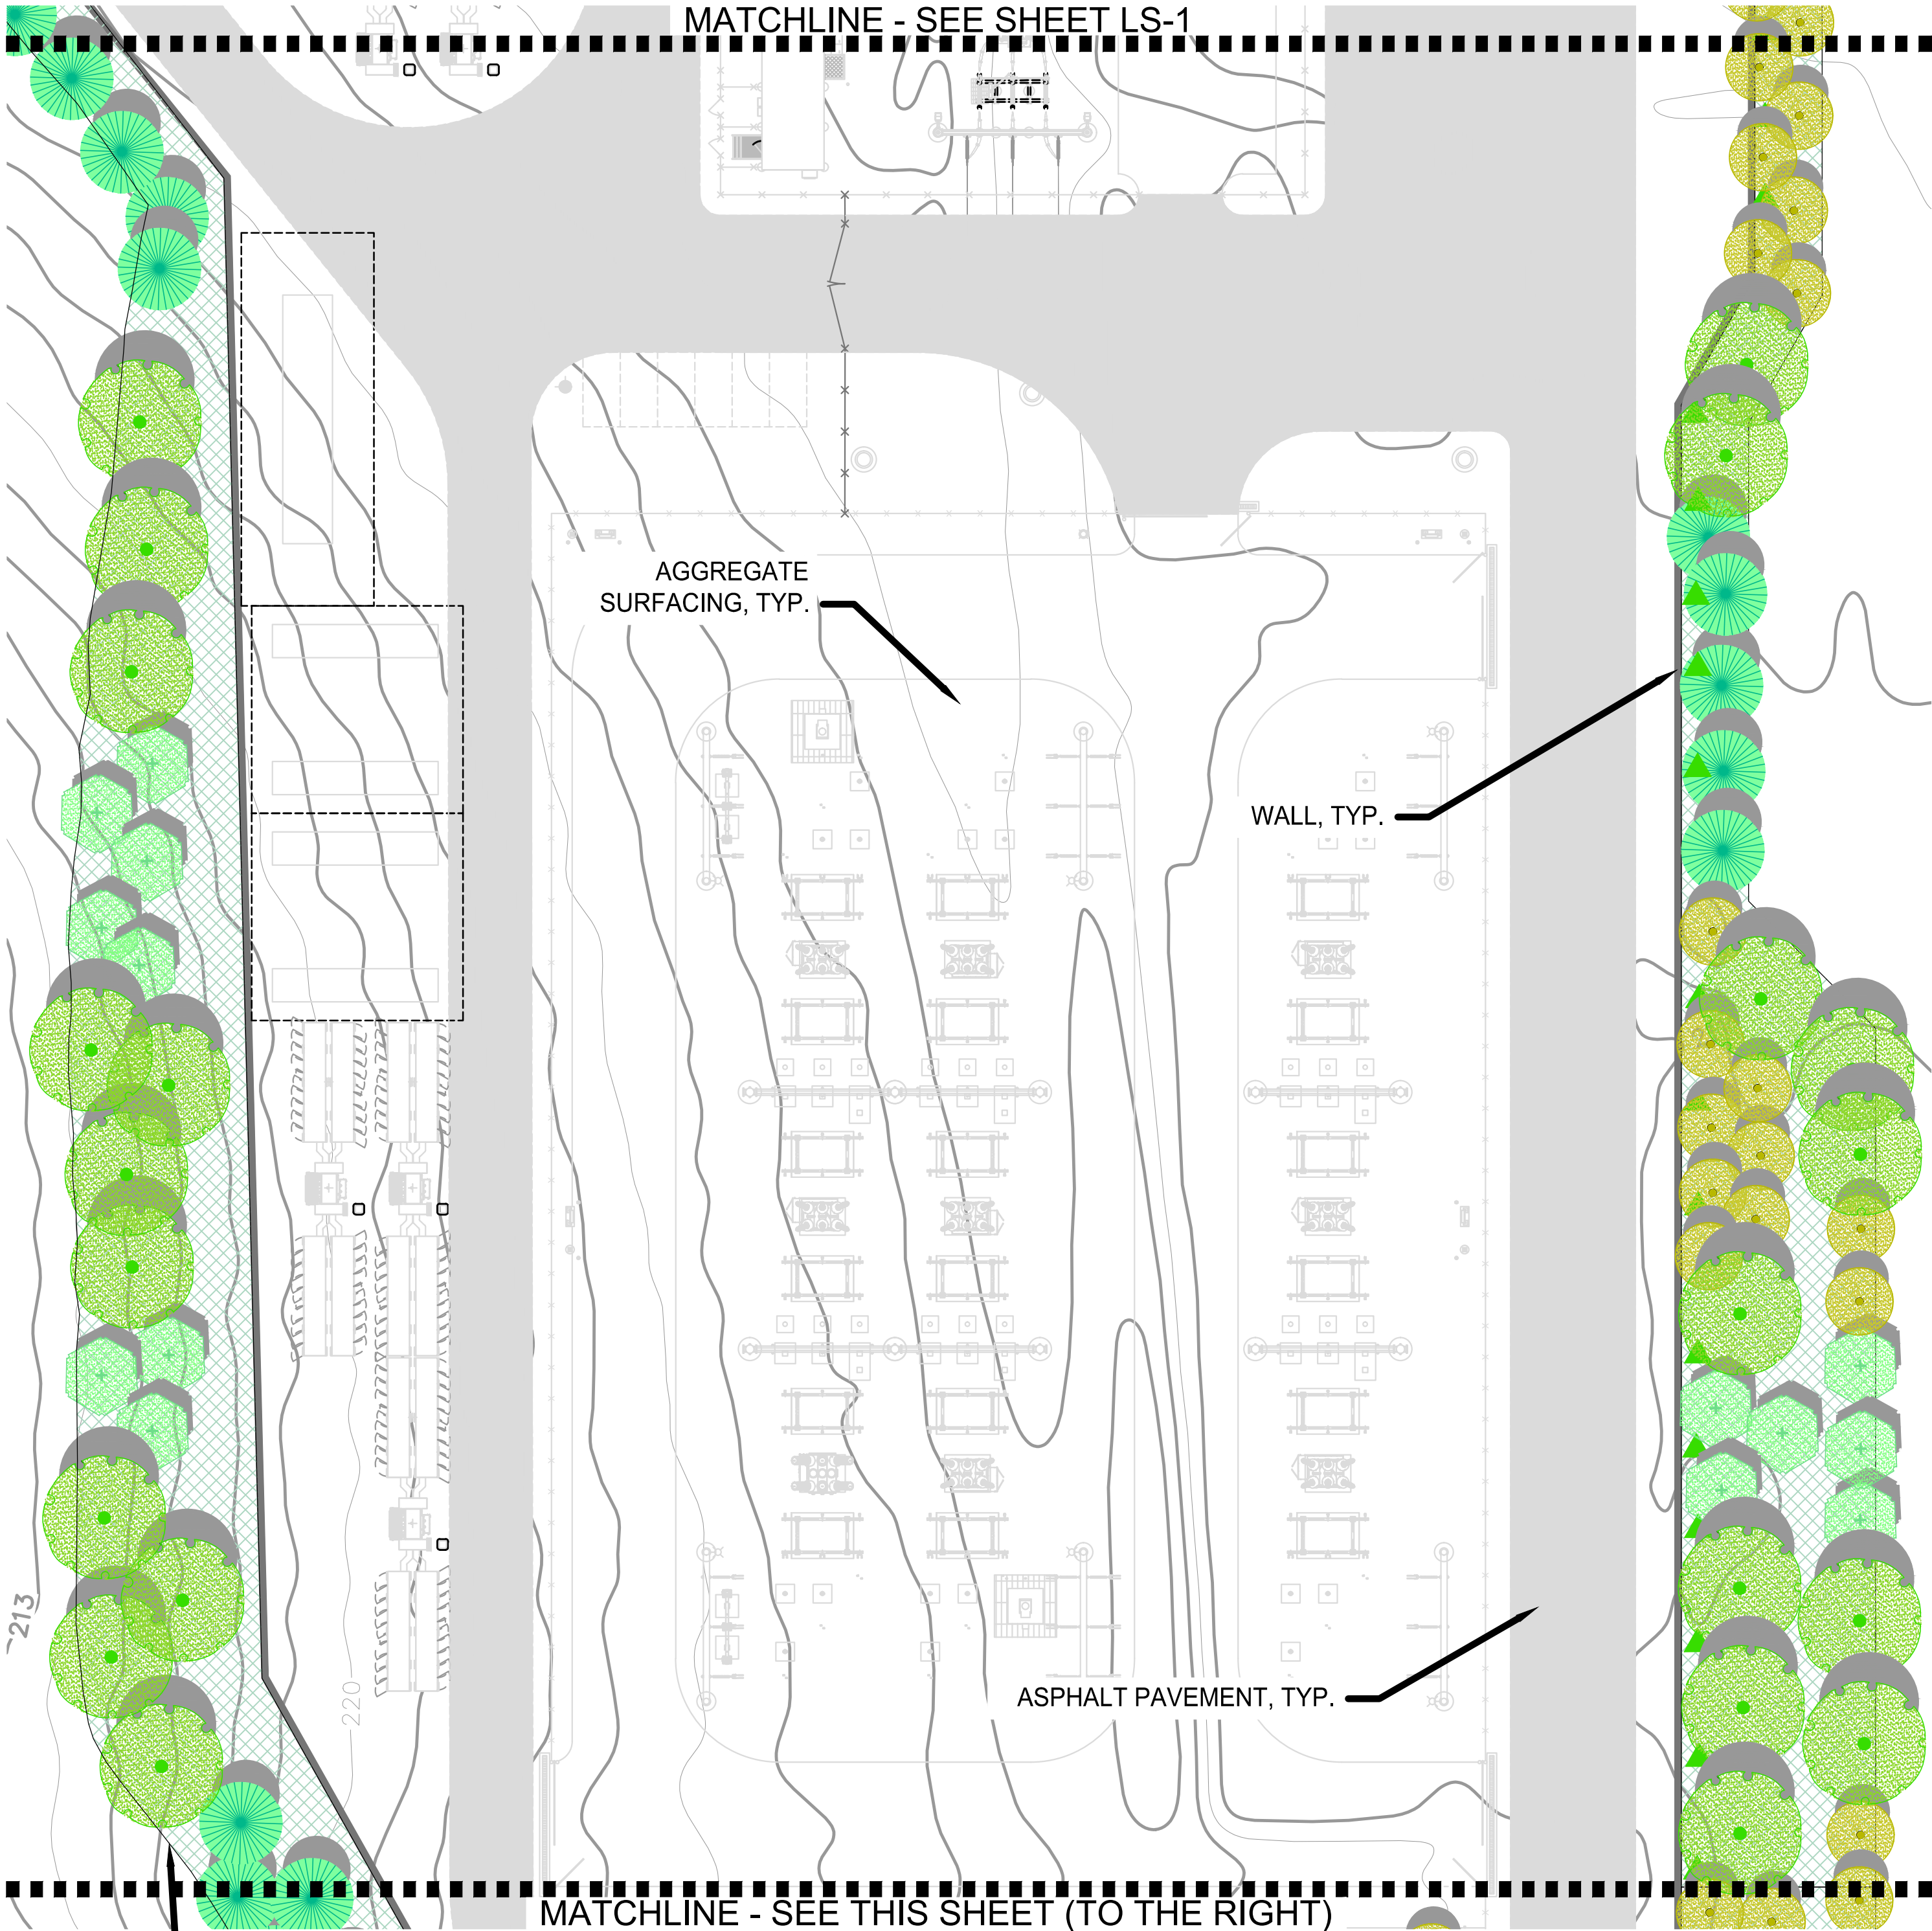 MATCHLINE - SEE SHEET LS-1
AGGREGATE
SURFACING, TYP.
WALL, TYP.
213
220
ASPHALT PAVEMENT, TYP.
MATCHLINE - SEE THIS SHEET (TO THE RIGHT)